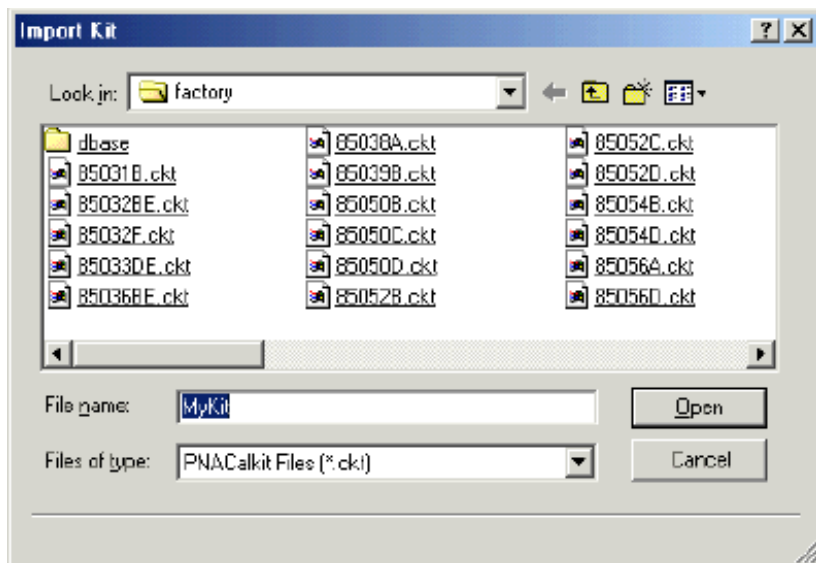 Import Kit
Look in: factory
dbase 85038A.ckt 85052C.ckt
85031B.ckt 85039B.ckt 85052D.ckt
85032BE.ckt 85050B.ckt 85054B.ckt
85032F.ckt 85050C.ckt 85054D.ckt
85033DE.ckt 85050D.ckt 85056A.ckt
85036BE.ckt 85052B.ckt 85056D.ckt
File name: MyKit Open
Files of type: PNACalkit Files (*.ckt) Cancel